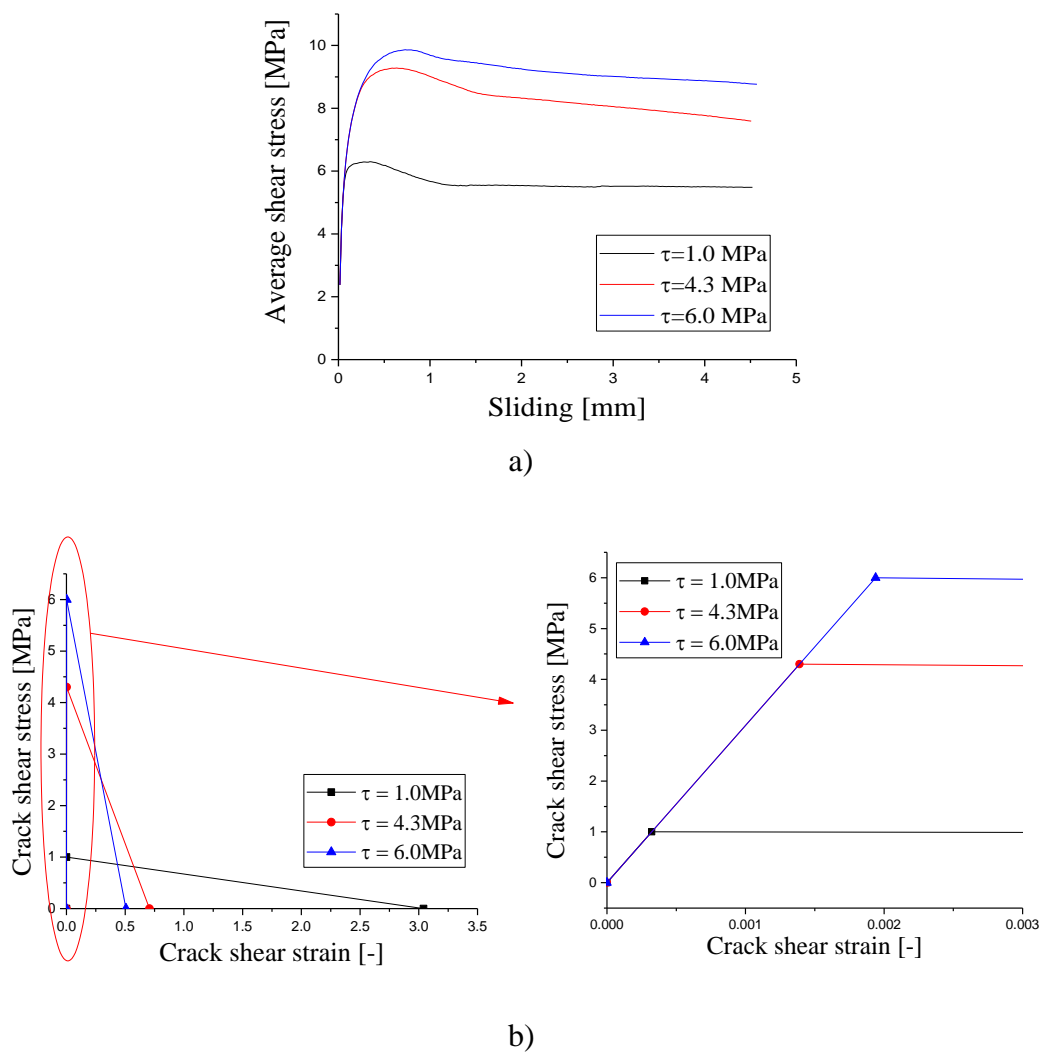 Average shear stress [MPa]
10
8
6
4
2
0
τ=1.0 MPa
τ=4.3 MPa
τ=6.0 MPa
0 1 2 3 4 5
Sliding [mm]
a)
Crack shear stress [MPa]
6
5
4
3
2
1
0
τ = 1.0MPa
τ = 4.3MPa
τ = 6.0MPa
0.0 0.5 1.0 1.5 2.0 2.5 3.0 3.5
Crack shear strain [-]
Crack shear stress [MPa]
6
5
4
3
2
1
0
τ = 1.0MPa
τ = 4.3MPa
τ = 6.0MPa
0.000 0.001 0.002 0.003
Crack shear strain [-]
b)